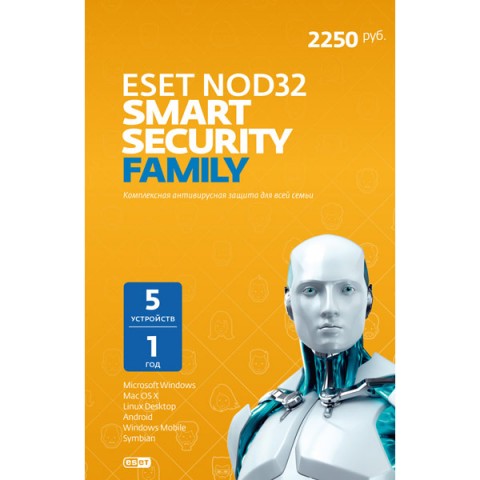 2250 руб.
ESET NOD32
SMART
SECURITY
FAMILY
Комплексная антивирусная защита для всей семьи
5
УСТРОЙСТВ
1
ГОД
Microsoft Windows
Mac OS X
Linux Desktop
Android
Windows Mobile
Symbian
eset